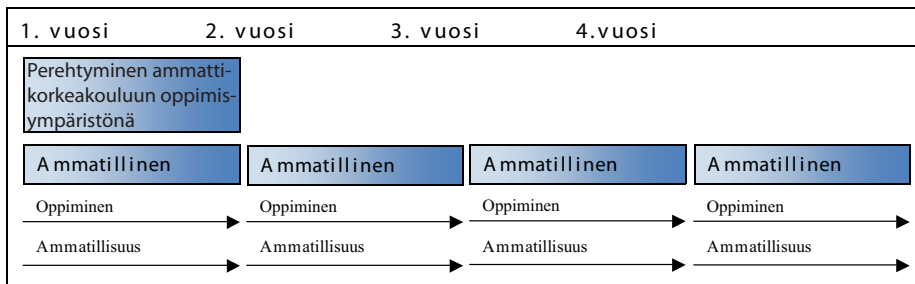 1. vuosi 2. vuosi 3. vuosi 4.vuosi
Perehtyminen ammatti-
korkeakouluun oppimis-
ympäristönä
Ammatillinen Ammatillinen Ammatillinen Ammatillinen
Oppiminen Oppiminen Oppiminen Oppiminen
Ammatillisuus Ammatillisuus Ammatillisuus Ammatillisuus